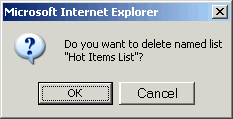 Microsoft Internet Explorer
Do you want to delete named list
"Hot Items List"?
OK
Cancel